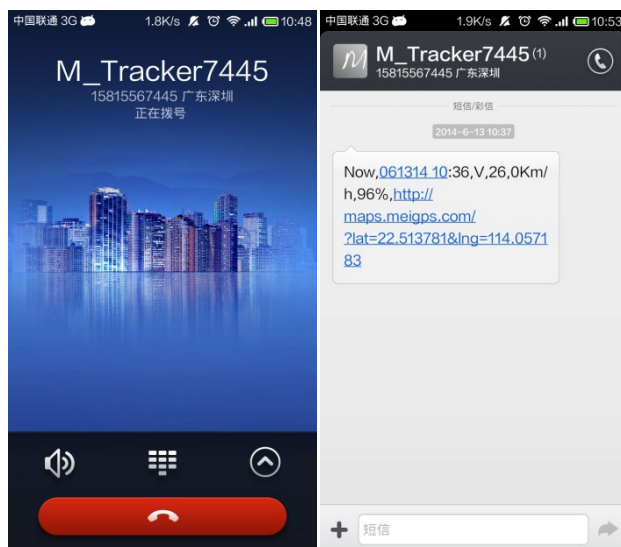 中国联通 3G 1.8K/s 10:48
M_Tracker7445
15815567445 广东深圳
正在拨号
中国联通 3G 1.9K/s 10:53
M_Tracker7445 (1)
15815567445 广东深圳
短信/彩信
2014-6-13 10:37
Now,061314 10:36,V,26,0Km/
h,96%,http://
maps.meigps.com/
?lat=22.513781&lng=114.0571
83
短信